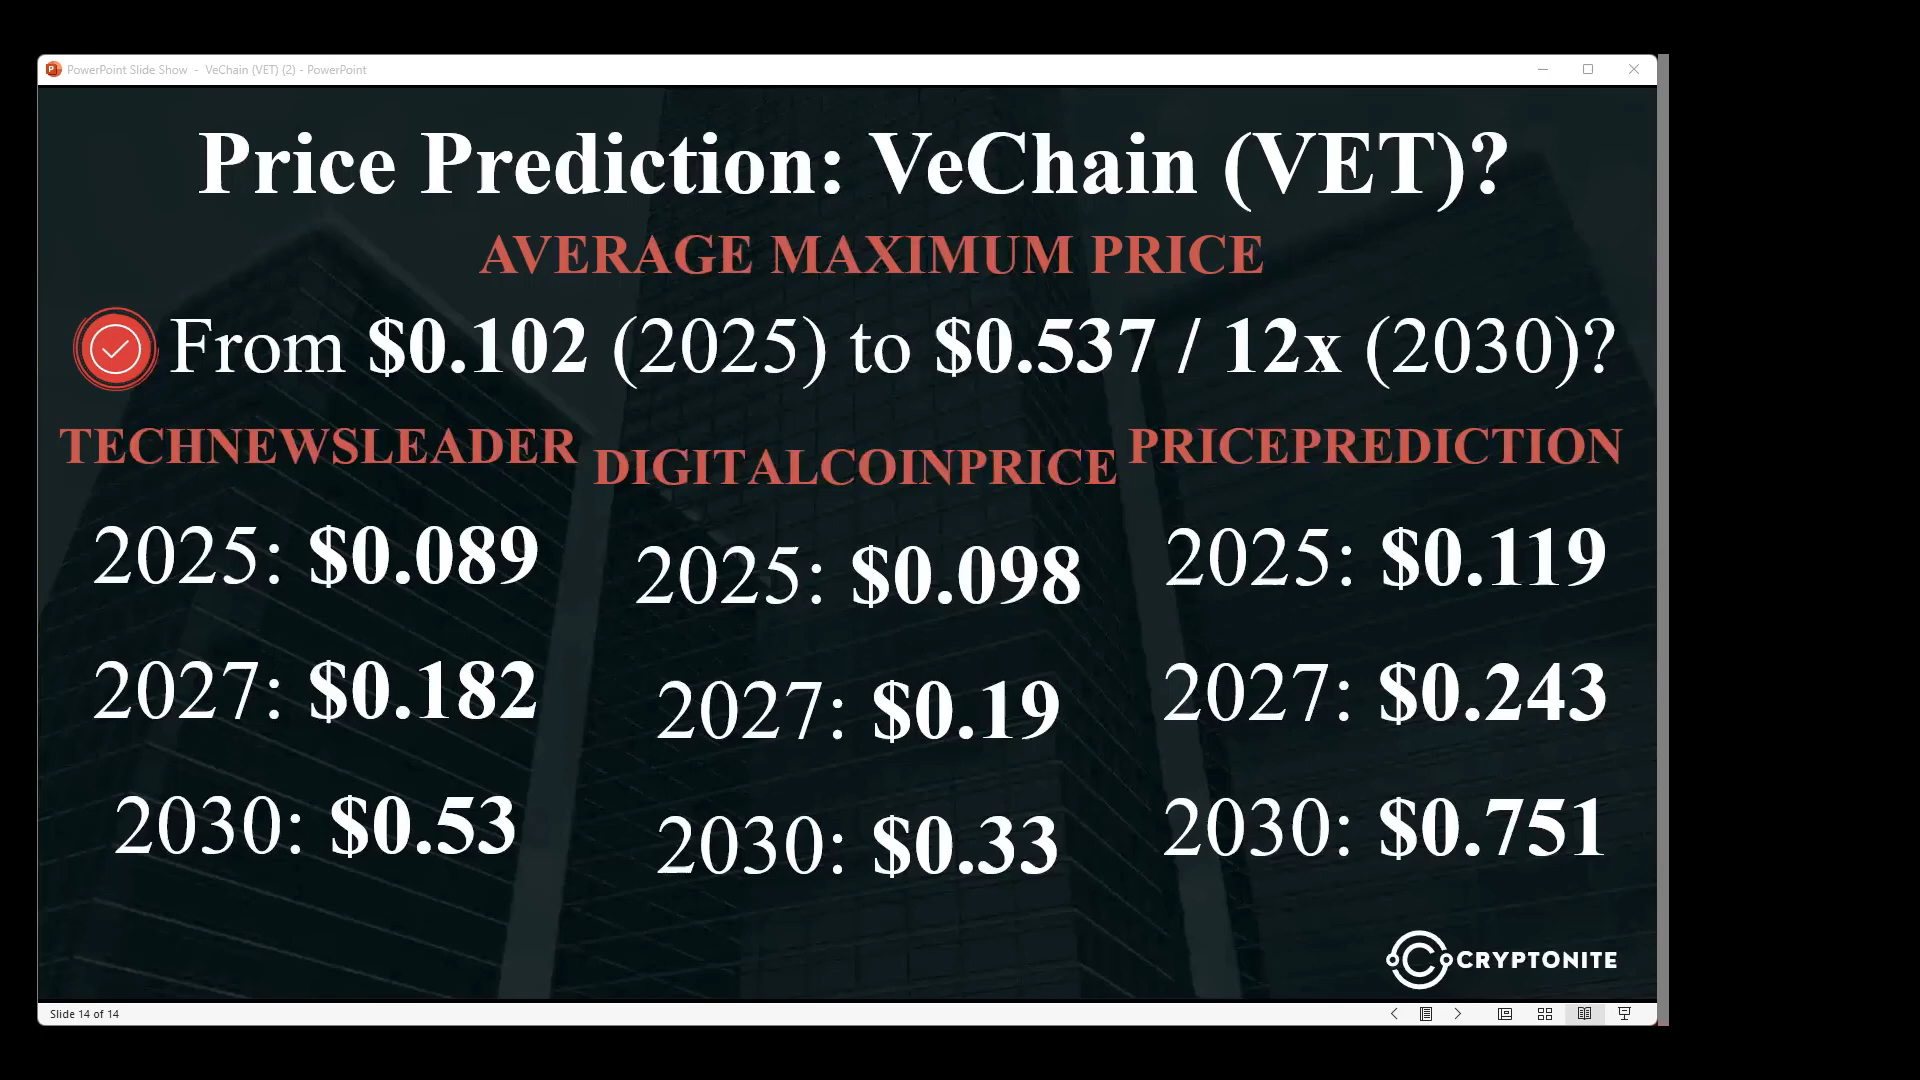 PowerPoint Slide Show - VeChain (VET) (2) - PowerPoint
Price Prediction: VeChain (VET)?
AVERAGE MAXIMUM PRICE
From $0.102 (2025) to $0.537 / 12x (2030)?
TECHNEWSLEADER
2025: $0.089
2027: $0.182
2030: $0.53
DIGITALCOINPRICE
2025: $0.098
2027: $0.19
2030: $0.33
PRICEPREDICTION
2025: $0.119
2027: $0.243
2030: $0.751
CRYPTONITE
Slide 14 of 14